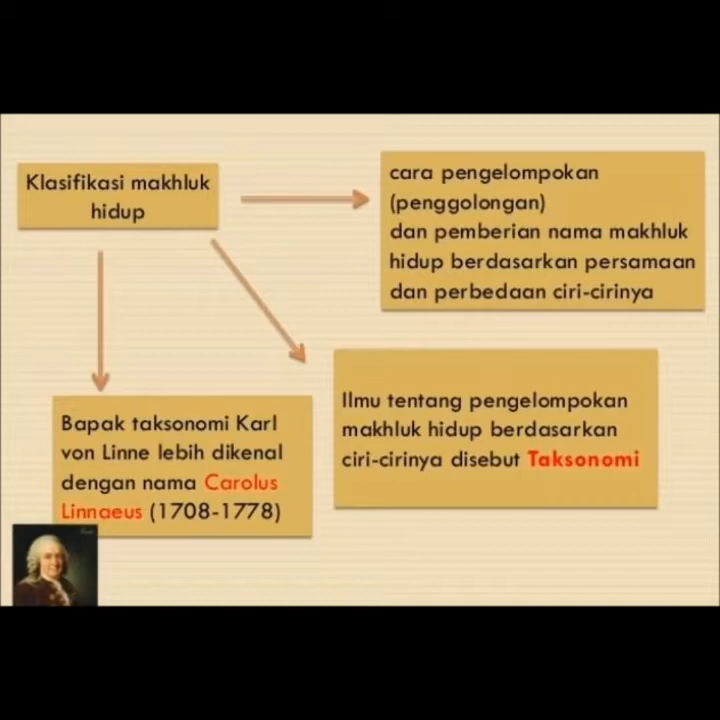 Klasifikasi makhluk
hidup
cara pengelompokan
(penggolongan)
dan pemberian nama makhluk
hidup berdasarkan persamaan
dan perbedaan ciri-cirinya
Ilmu tentang pengelompokan
makhluk hidup berdasarkan
ciri-cirinya disebut Taksonomi
Bapak taksonomi Karl
von Linne lebih dikenal
dengan nama Carolus
Linnaeus (1708-1778)